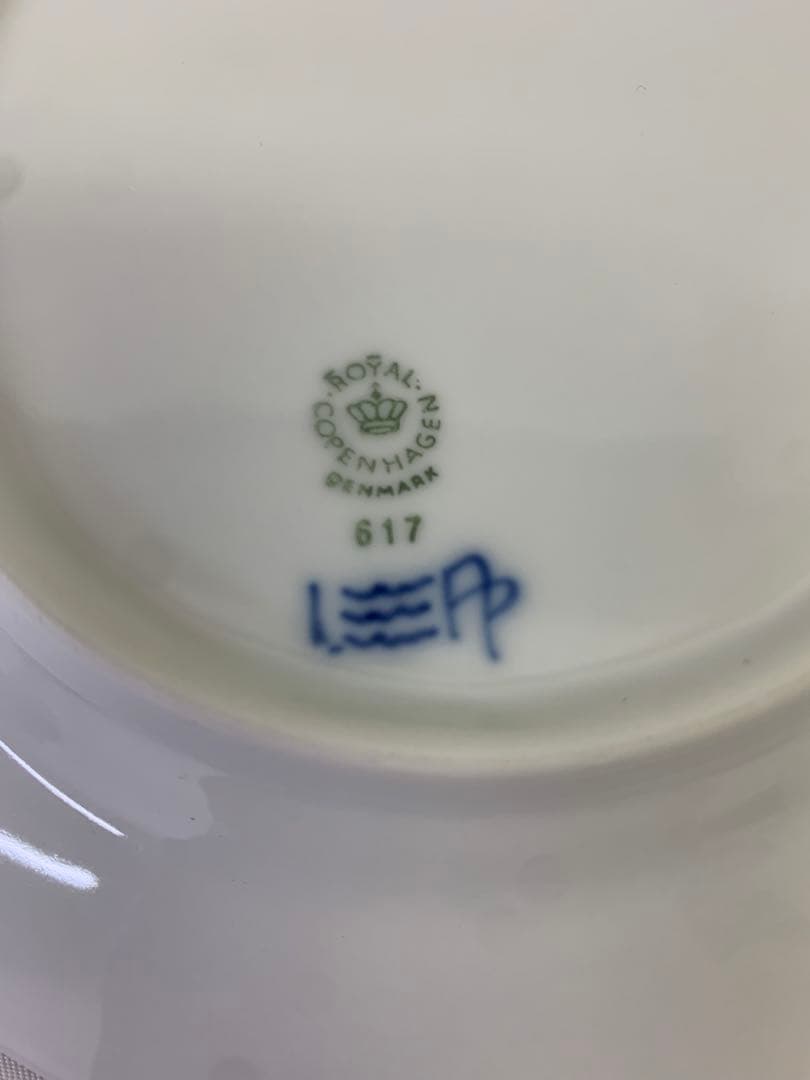 ROYAL
COPENHAGEN
DENMARK
617